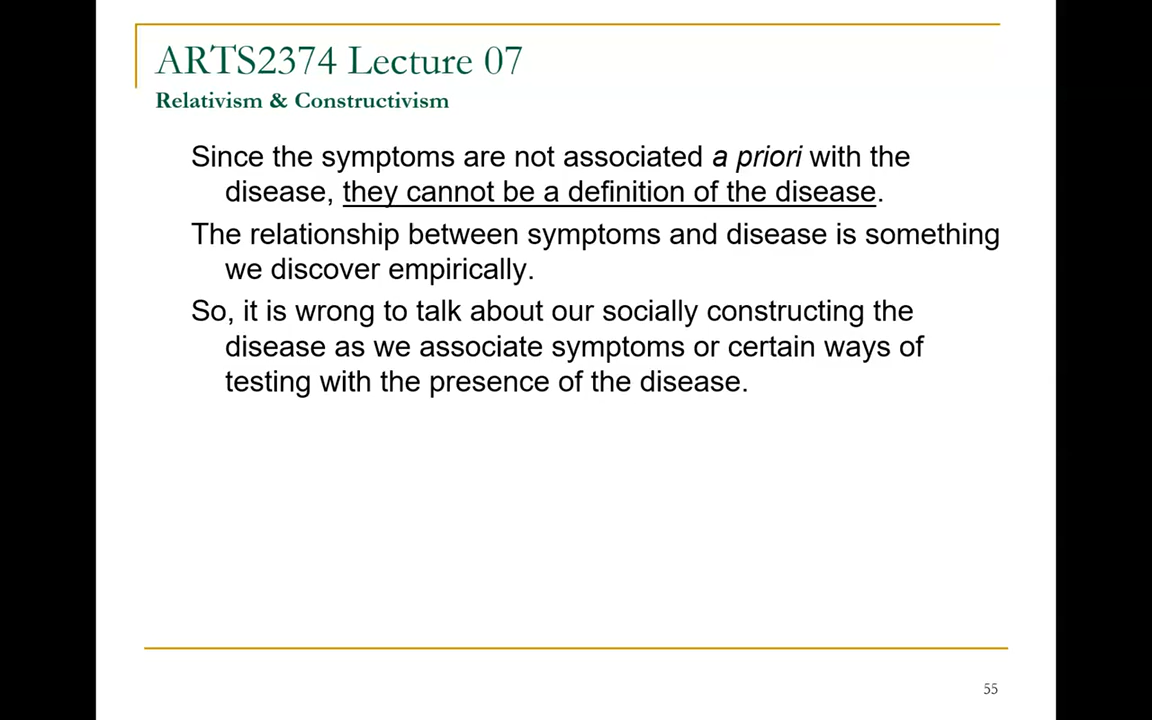 ARTS2374 Lecture 07
Relativism & Constructivism
Since the symptoms are not associated a priori with the
disease, they cannot be a definition of the disease.
The relationship between symptoms and disease is something
we discover empirically.
So, it is wrong to talk about our socially constructing the
disease as we associate symptoms or certain ways of
testing with the presence of the disease.
55